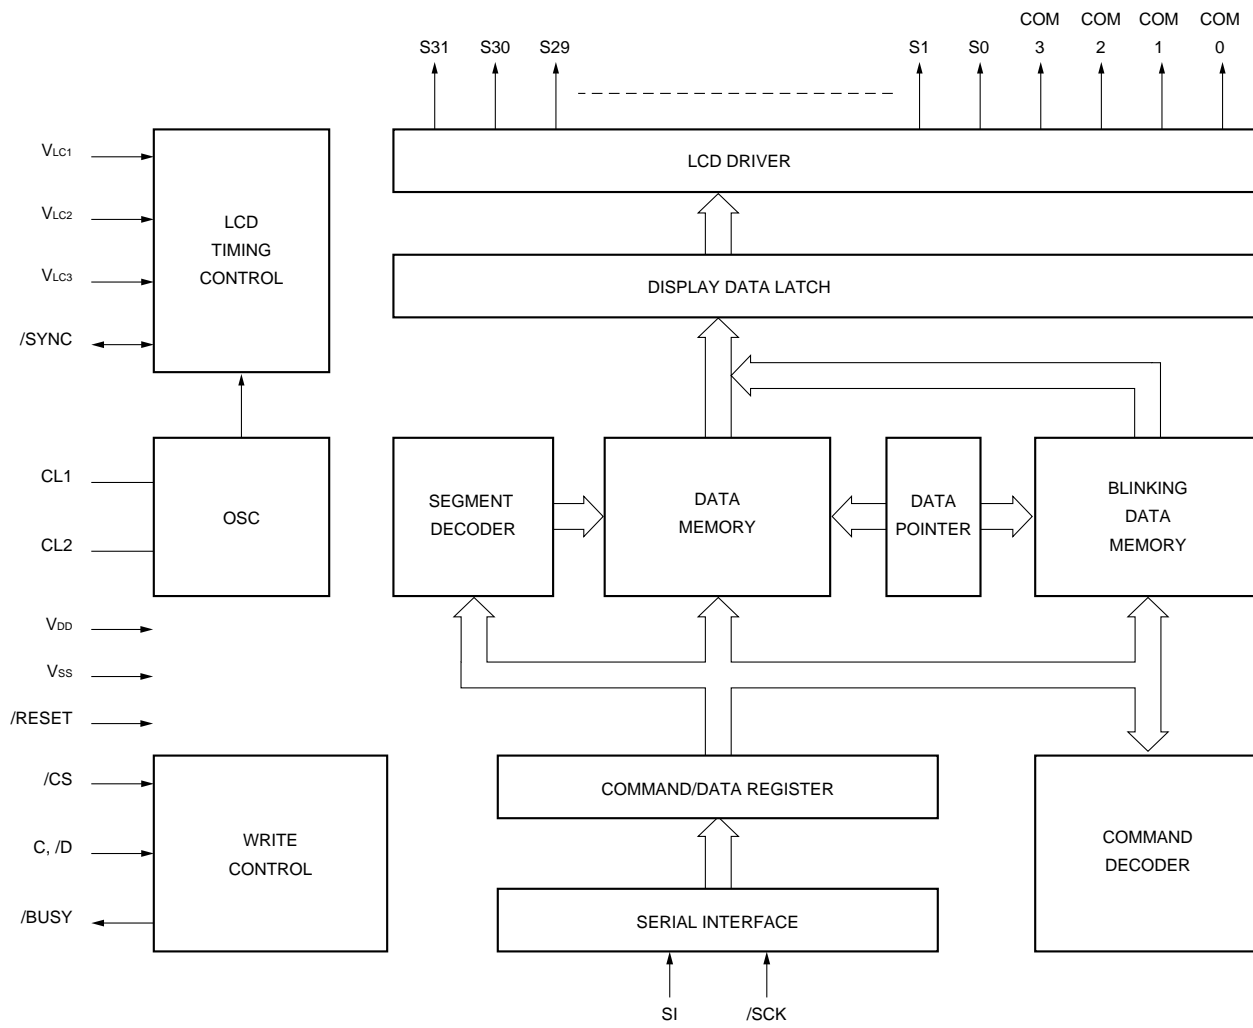 COM COM COM COM
S31 S30 S29 S1 S0 3 2 1 0
VLC1
LCD DRIVER
VLC2
LCD
TIMING
CONTROL
VLC3
DISPLAY DATA LATCH
/SYNC
CL1
OSC
CL2
SEGMENT
DECODER
DATA
MEMORY
DATA
POINTER
BLINKING
DATA
MEMORY
VDD
VSS
/RESET
/CS
C, /D
/BUSY
WRITE
CONTROL
COMMAND/DATA REGISTER
COMMAND
DECODER
SERIAL INTERFACE
SI /SCK